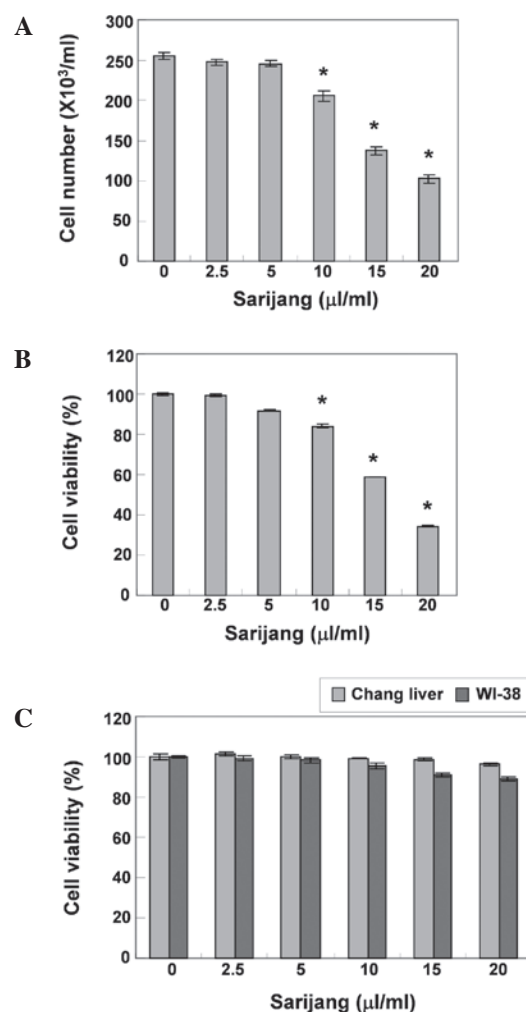 A
Cell number (X10³/ml)
300
250
200
150
100
50
0
*
*
*
0 2.5 5 10 15 20
Sarijang (μl/ml)
B
Cell viability (%)
120
100
80
60
40
20
0
*
*
*
0 2.5 5 10 15 20
Sarijang (μl/ml)
Chang liver WI-38
C
Cell viability (%)
120
100
80
60
40
20
0
0 2.5 5 10 15 20
Sarijang (μl/ml)